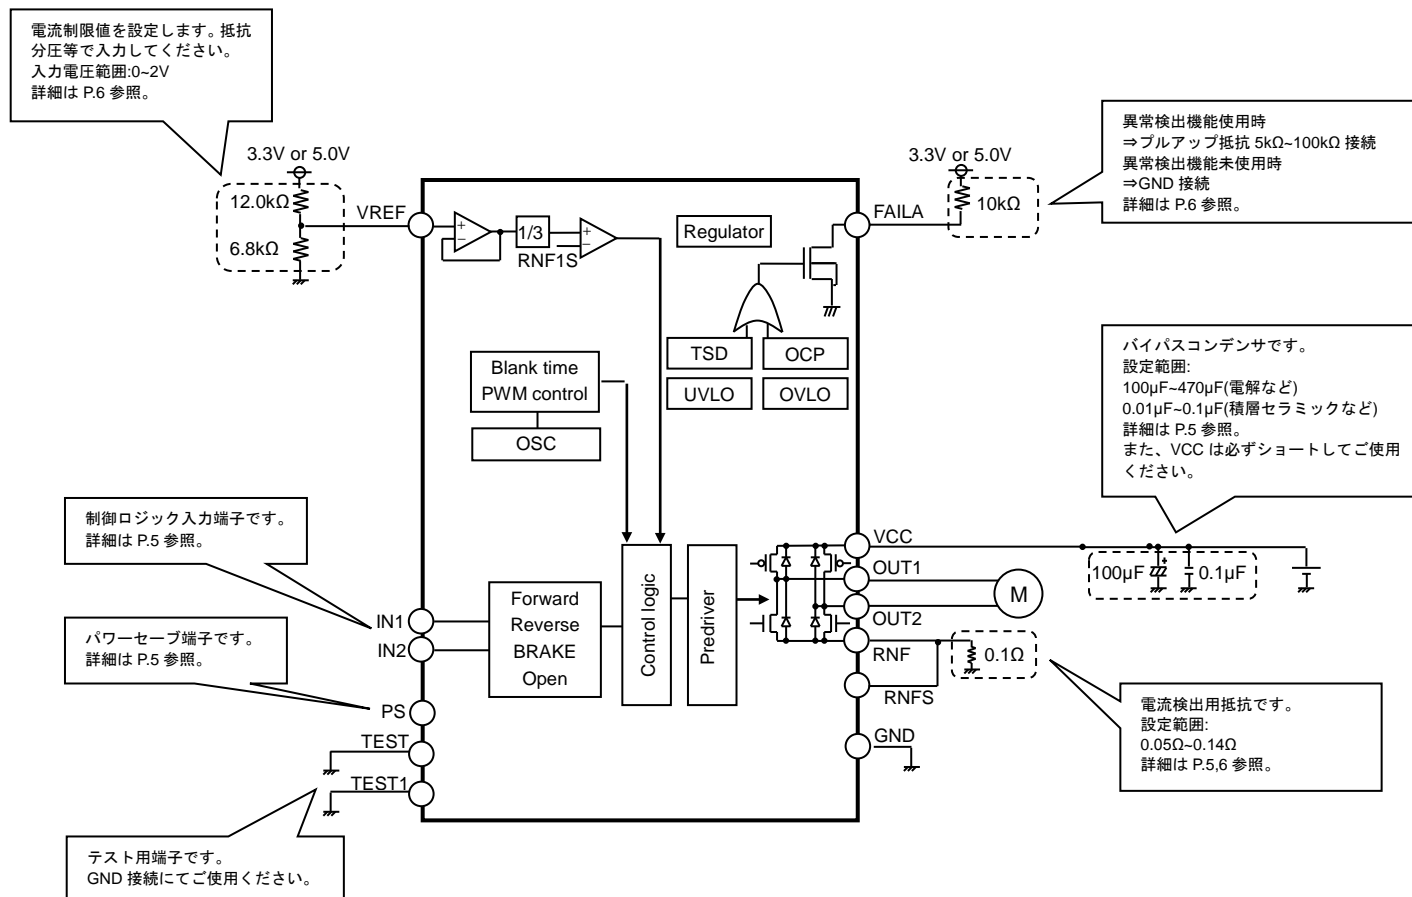 電流制限値を設定します。抵抗
分圧等で入力してください。
入力電圧範囲:0~2V
詳細は P.6 参照。
3.3V or 5.0V
12.0kΩ
6.8kΩ
VREF
1/3
RNF1S
Regulator
FAILA
3.3V or 5.0V
10kΩ
異常検出機能使用時
⇒プルアップ抵抗 5kΩ~100kΩ 接続
異常検出機能未使用時
⇒GND 接続
詳細は P.6 参照。
TSD
OCP
UVLO
OVLO
Blank time
PWM control
OSC
バイパスコンデンサです。
設定範囲:
100µF~470µF(電解など)
0.01µF~0.1µF(積層セラミックなど)
詳細は P.5 参照。
また、VCC は必ずショートしてご使用
ください。
制御ロジック入力端子です。
詳細は P.5 参照。
パワーセーブ端子です。
詳細は P.5 参照。
IN1
IN2
PS
TEST
TEST1
Forward
Reverse
BRAKE
Open
Control logic
Predriver
VCC
OUT1
OUT2
RNF
RNFS
GND
M
100µF
+
0.1µF
0.1Ω
電流検出用抵抗です。
設定範囲:
0.05Ω~0.14Ω
詳細は P.5,6 参照。
テスト用端子です。
GND 接続にてご使用ください。